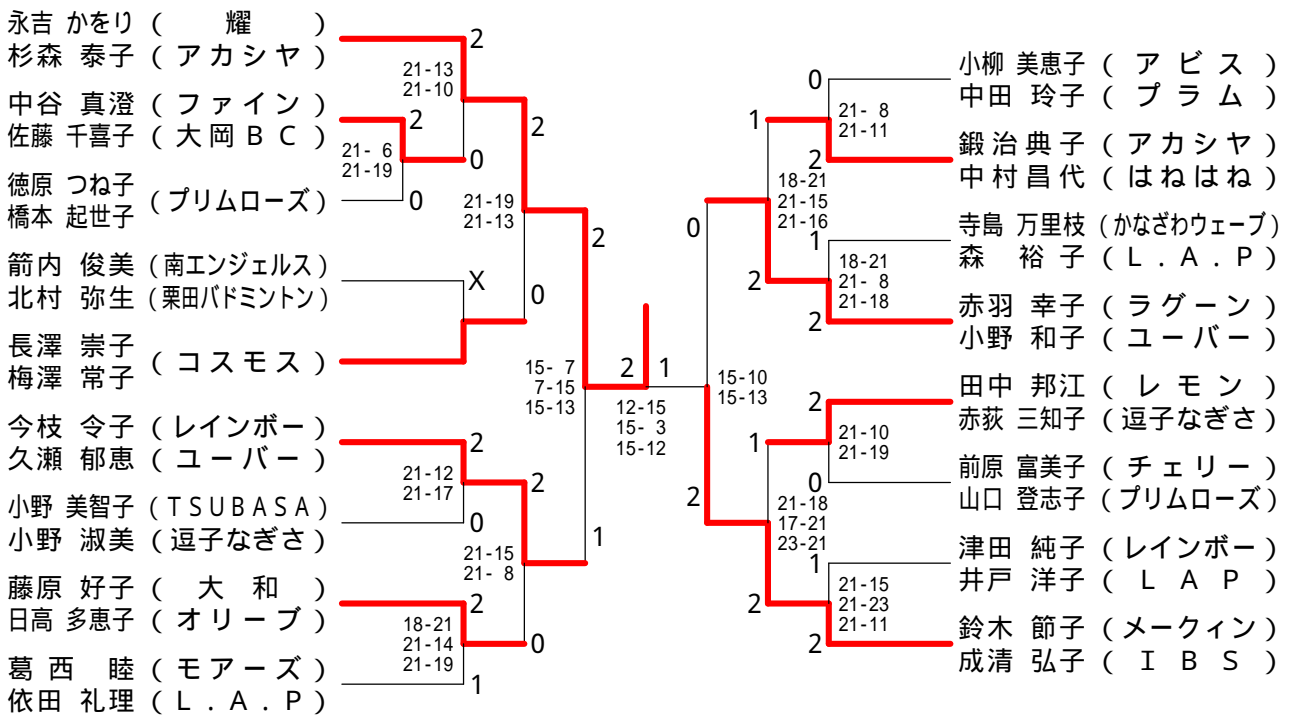 永吉 かをり ( 耀 )
杉森 泰子 ( アカシヤ )
中谷 真澄 ( ファイン )
佐藤 千喜子 ( 大岡BC )
徳原 つね子
橋本 起世子
( プリムローズ )
箭内 俊美 ( 南エンジェルス )
北村 弥生 ( 栗田バドミントン )
長澤 崇子
梅澤 常子
( コスモス )
今枝 令子 ( レインボー )
久瀬 郁恵 ( ユーバー )
小野 美智子 ( TSUBASA )
小野 淑美 ( 逗子なぎさ )
藤原 好子 ( 大和 )
日高 多恵子 ( オリーブ )
葛西 睦 ( モアーズ )
依田 礼理 ( L.A.P )
2
21-13
21-10
0
2
21- 6
21-19
0
2
21-19
21-13
0
X
2
21-12
21-17
0
2
21-15
21- 8
0
2
18-21
21-14
21-19
1
2
15- 7
7-15
15-13
1
2
1
12-15
15- 3
15-12
0
15-10
15-13
2
1
18-21
21-15
21-16
2
0
21- 8
21-11
2
1
18-21
21- 8
21-18
2
1
21-18
17-21
23-21
2
2
21-10
21-19
0
1
21-15
21-23
21-11
2
小柳 美恵子 ( アビス )
中田 玲子 ( プラム )
鍛治典子 ( アカシヤ )
中村昌代 ( はねはね )
寺島 万里枝 ( かなざわウェーブ )
森 裕子 ( L.A.P )
赤羽 幸子 ( ラグーン )
小野 和子 ( ユーバー )
田中 邦江 ( レモン )
赤荻 三知子 ( 逗子なぎさ )
前原 富美子 ( チェリー )
山口 登志子 ( プリムローズ )
津田 純子 ( レインボー )
井戸 洋子 ( LAP )
鈴木 節子 ( メークィン )
成清 弘子 ( IBS )